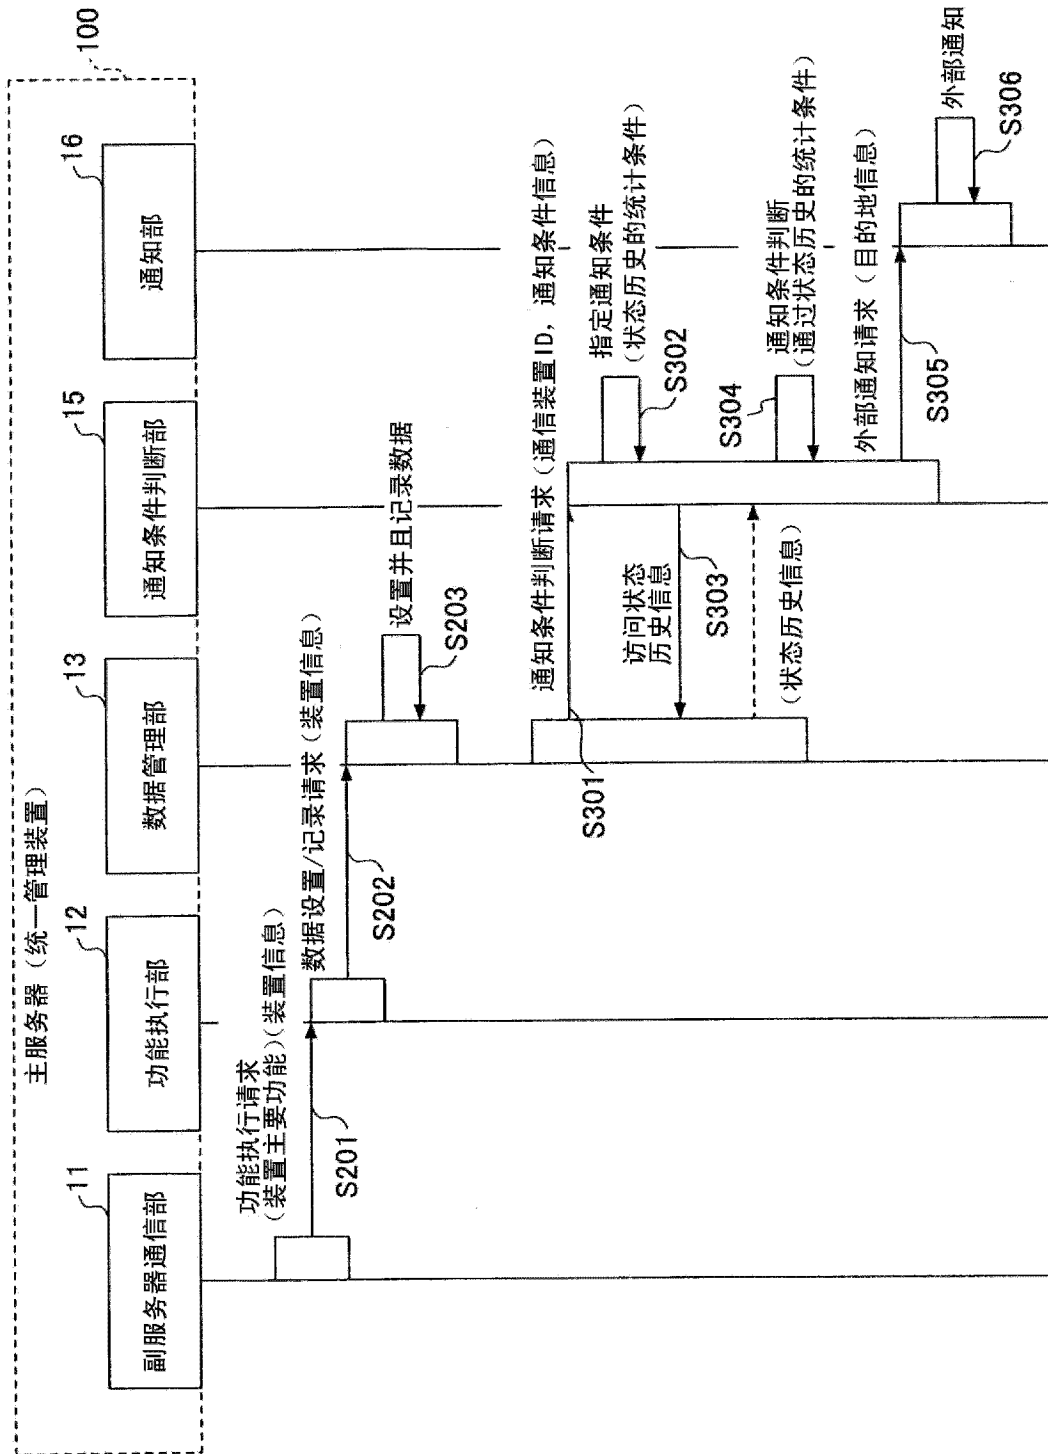 主服务器（统一管理装置）
100
11
副服务器通信部
12
功能执行部
13
数据管理部
15
通知条件判断部
16
通知部
功能执行请求
（装置主要功能）（装置信息）
S201
数据设置/记录请求（装置信息）
S202
设置并且记录数据
S203
通知条件判断请求（通信装置ID，通知条件信息）
S301
指定通知条件
（状态历史的统计条件）
S302
访问状态
历史信息
S303
（状态历史信息）
通知条件判断
（通过状态历史的统计条件）
S304
外部通知请求（目的地信息）
S305
外部通知
S306